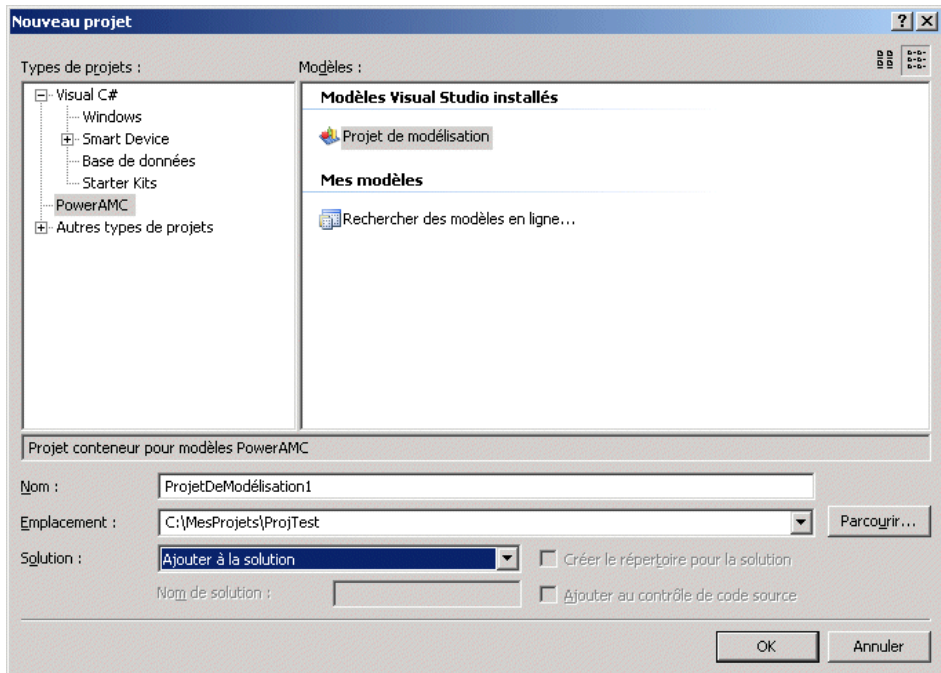 Nouveau projet
Types de projets :
Modèles :
Visual C#
Windows
Smart Device
Base de données
Starter Kits
PowerAMC
Autres types de projets
Modèles Visual Studio installés
Projet de modélisation
Mes modèles
Rechercher des modèles en ligne...
Projet conteneur pour modèles PowerAMC
Nom :
ProjetDeModélisation1
Emplacement :
C:\MesProjets\ProjTest
Parcourir...
Solution :
Ajouter à la solution
Créer le répertoire pour la solution
Nom de solution :
Ajouter au contrôle de code source
OK
Annuler